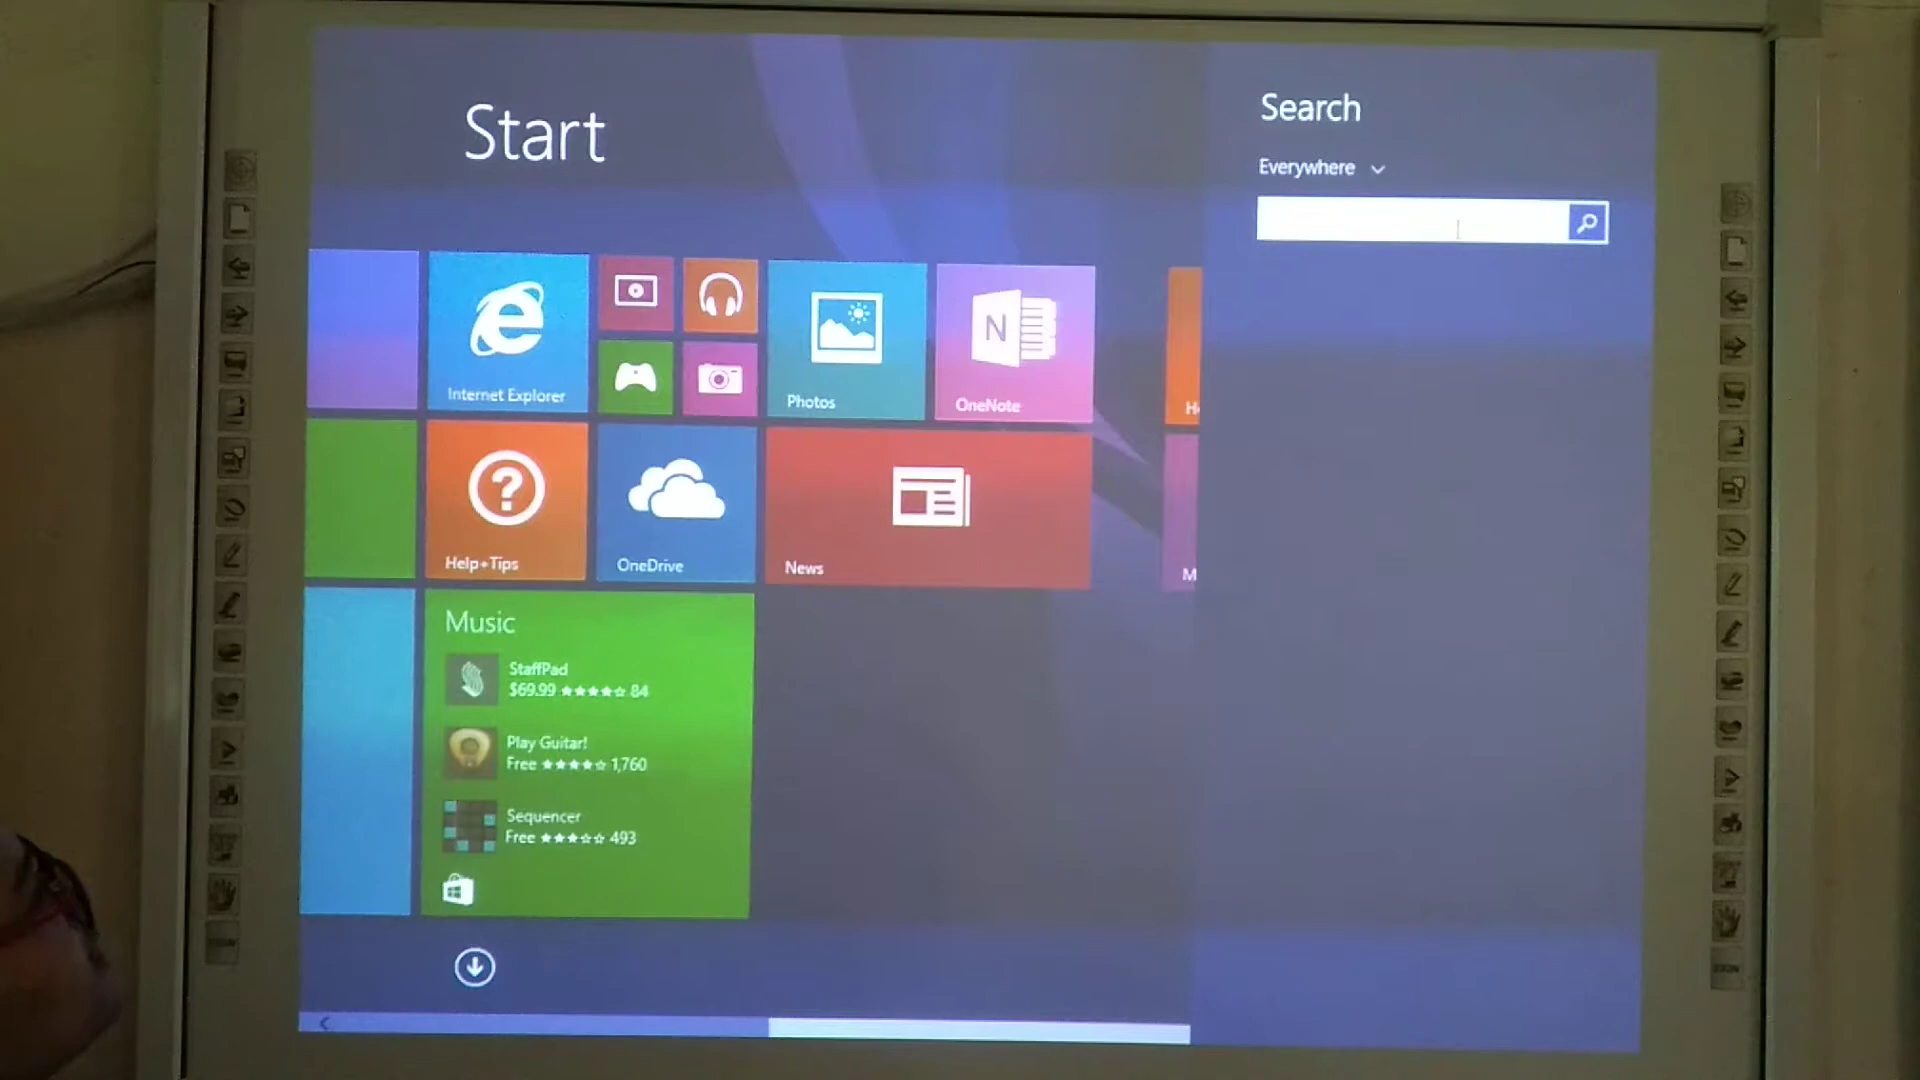 Start
Search
Everywhere
Internet Explorer
Photos
OneNote
Help+Tips
OneDrive
News
Music
StaffPad
$69.99 ★★★★☆ 84
Play Guitar!
Free ★★★★☆ 1,760
Sequencer
Free ★★★☆☆ 493